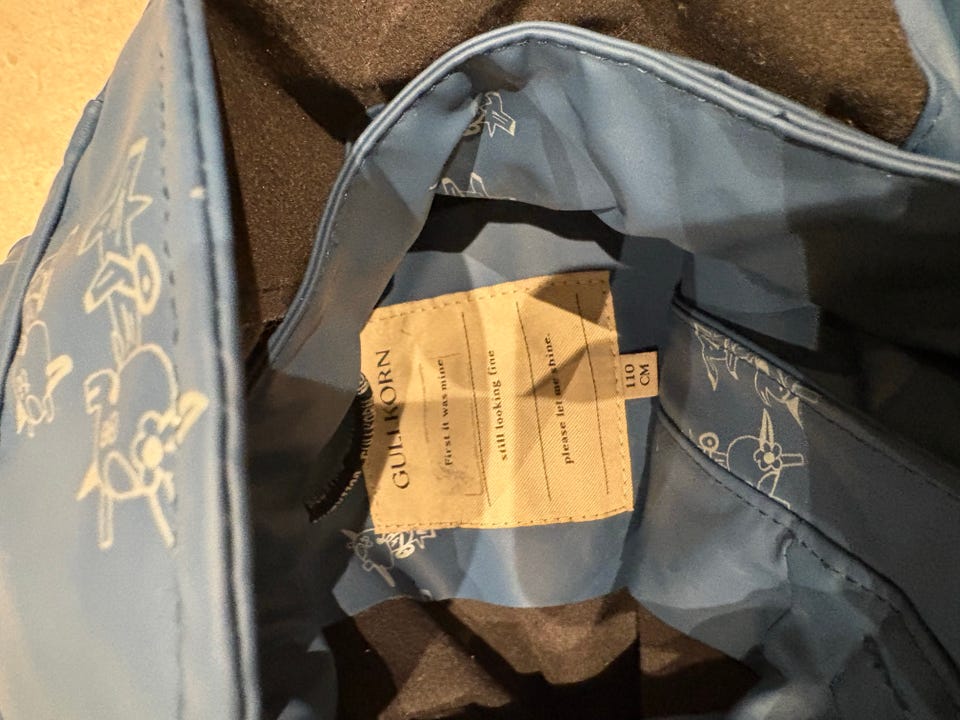 GULLKORN
First it was mine
still looking fine
please let me shine.
110
CM